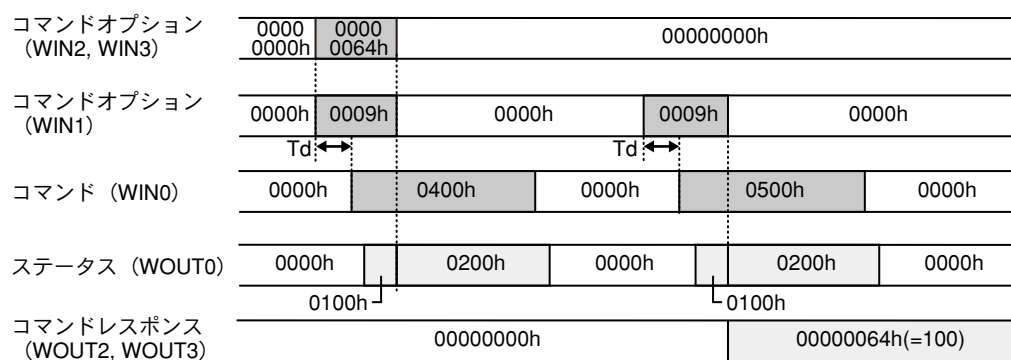 コマンドオプション
（WIN2, WIN3）
0000
0000h
0000
0064h
00000000h
コマンドオプション
（WIN1）
0000h 0009h 0000h 0009h 0000h
Td Td
コマンド（WIN0）
0000h 0400h 0000h 0500h 0000h
ステータス（WOUT0）
0000h 0200h 0000h 0200h 0000h
0100h 0100h
コマンドレスポンス
（WOUT2, WOUT3）
00000000h 00000064h(=100)